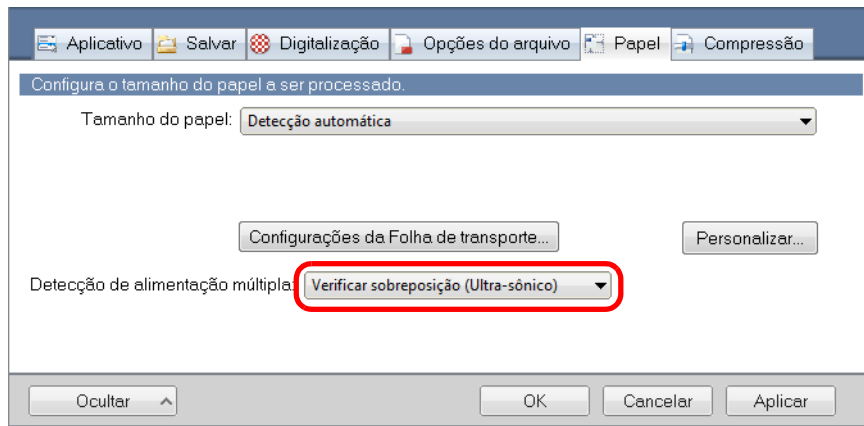 Aplicativo Salvar Digitalização Opções do arquivo Papel Compressão
Configura o tamanho do papel a ser processado.
Tamanho do papel: Detecção automática
Configurações da Folha de transporte... Personalizar...
Detecção de alimentação múltipla: Verificar sobreposição (Ultra-sônico)
Ocultar OK Cancelar Aplicar